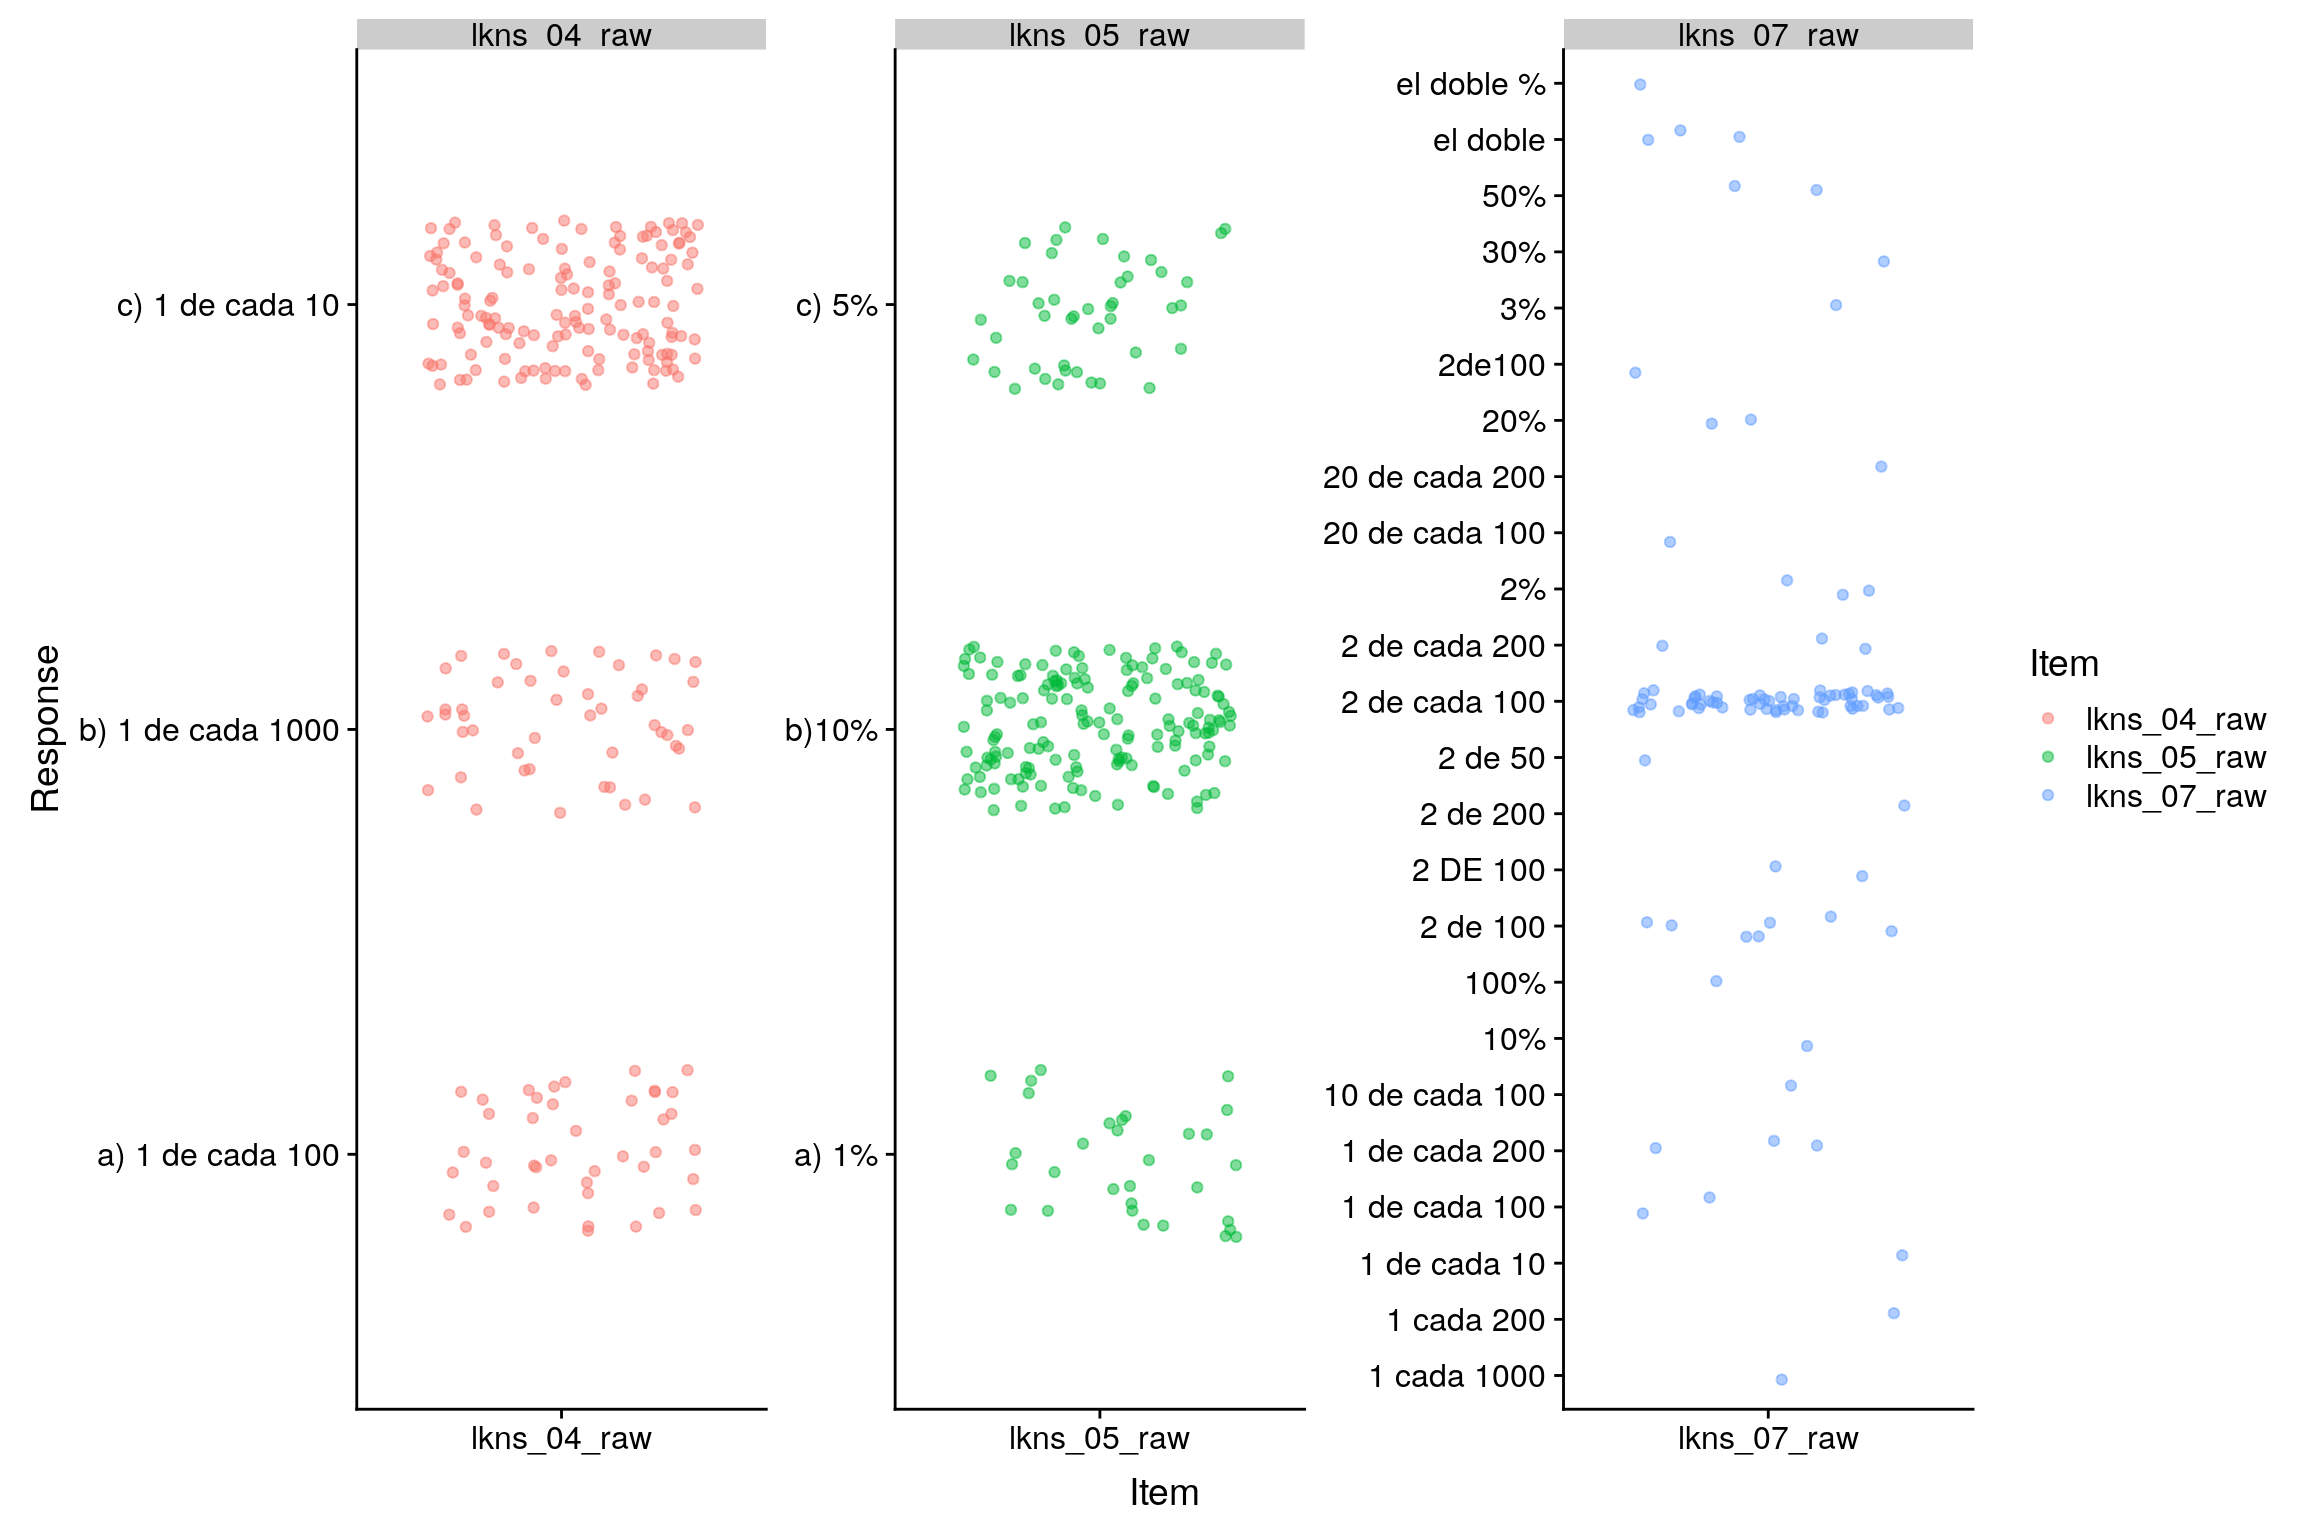 lkns_04_raw
lkns_05_raw
lkns_07_raw
Response
c) 1 de cada 10
b) 1 de cada 1000
a) 1 de cada 100
c) 5%
b)10%
a) 1%
el doble %
el doble
50%
30%
3%
2de100
20%
20 de cada 200
20 de cada 100
2%
2 de cada 200
2 de cada 100
2 de 50
2 de 200
2 DE 100
2 de 100
100%
10%
10 de cada 100
1 de cada 200
1 de cada 100
1 de cada 10
1 cada 200
1 cada 1000
lkns_04_raw
lkns_05_raw
lkns_07_raw
Item
Item
lkns_04_raw
lkns_05_raw
lkns_07_raw